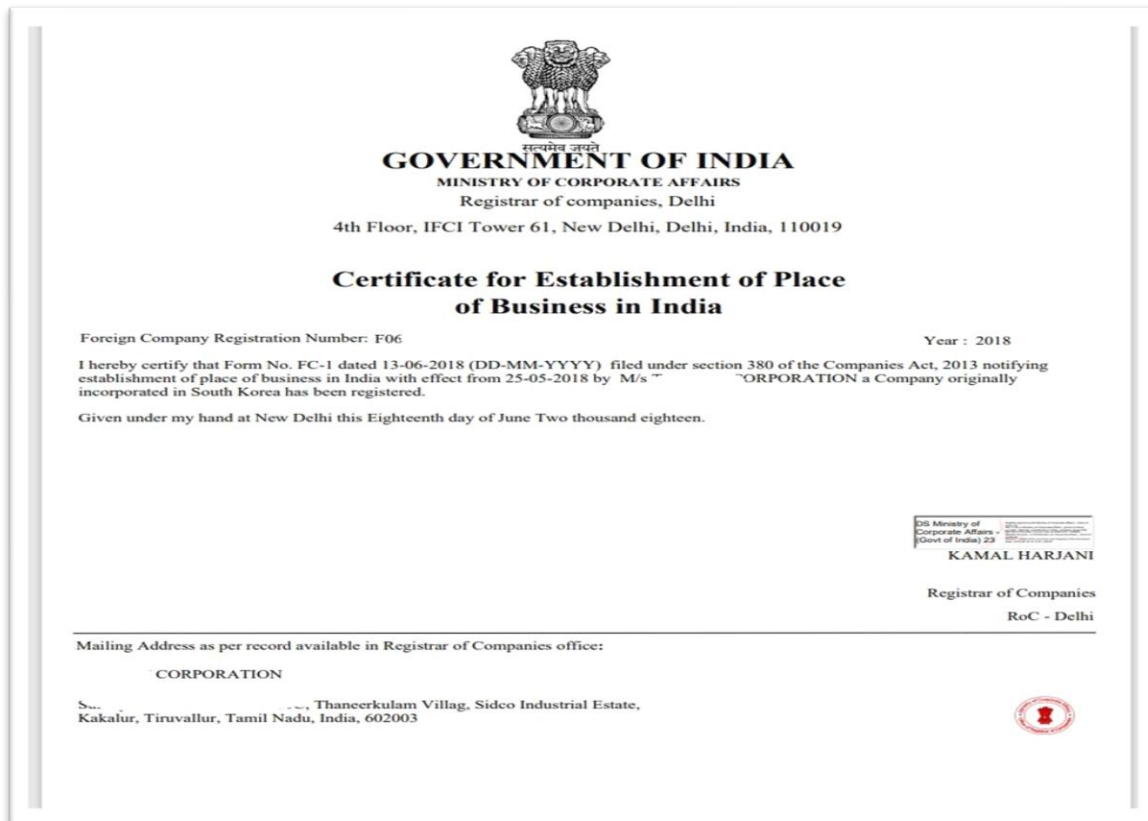 सत्यमेव जयते
GOVERNMENT OF INDIA
MINISTRY OF CORPORATE AFFAIRS
Registrar of companies, Delhi
4th Floor, IFCI Tower 61, New Delhi, Delhi, India, 110019
Certificate for Establishment of Place
of Business in India
Foreign Company Registration Number: F06
Year : 2018
I hereby certify that Form No. FC-1 dated 13-06-2018 (DD-MM-YYYY) filed under section 380 of the Companies Act, 2013 notifying
establishment of place of business in India with effect from 25-05-2018 by M/s ORPORATION a Company originally
incorporated in South Korea has been registered.
Given under my hand at New Delhi this Eighteenth day of June Two thousand eighteen.
DS Ministry of
Corporate Affairs -
(Govt of India) 23
KAMAL HARJANI
Registrar of Companies
RoC - Delhi
Mailing Address as per record available in Registrar of Companies office:
CORPORATION
, Thaneerkulam Villag, Sidco Industrial Estate,
Kakalur, Tiruvallur, Tamil Nadu, India, 602003